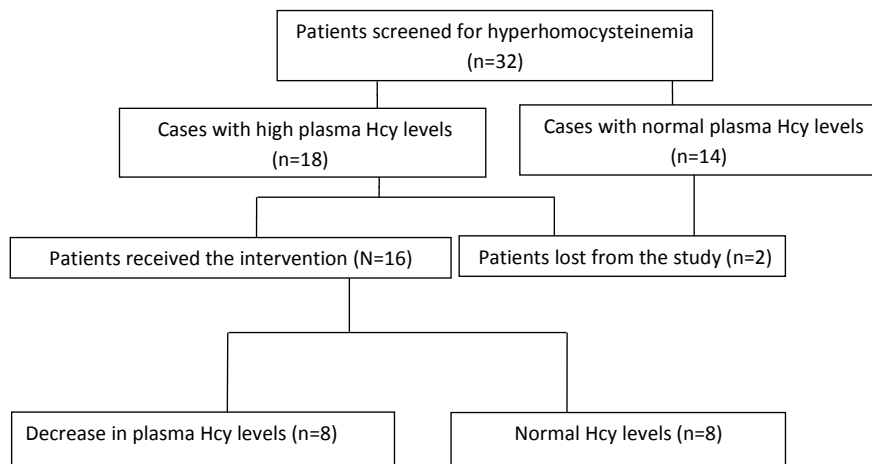 Patients screened for hyperhomocysteinemia
(n=32)
Cases with high plasma Hcy levels
(n=18)
Cases with normal plasma Hcy levels
(n=14)
Patients received the intervention (N=16)
Patients lost from the study (n=2)
Decrease in plasma Hcy levels (n=8)
Normal Hcy levels (n=8)